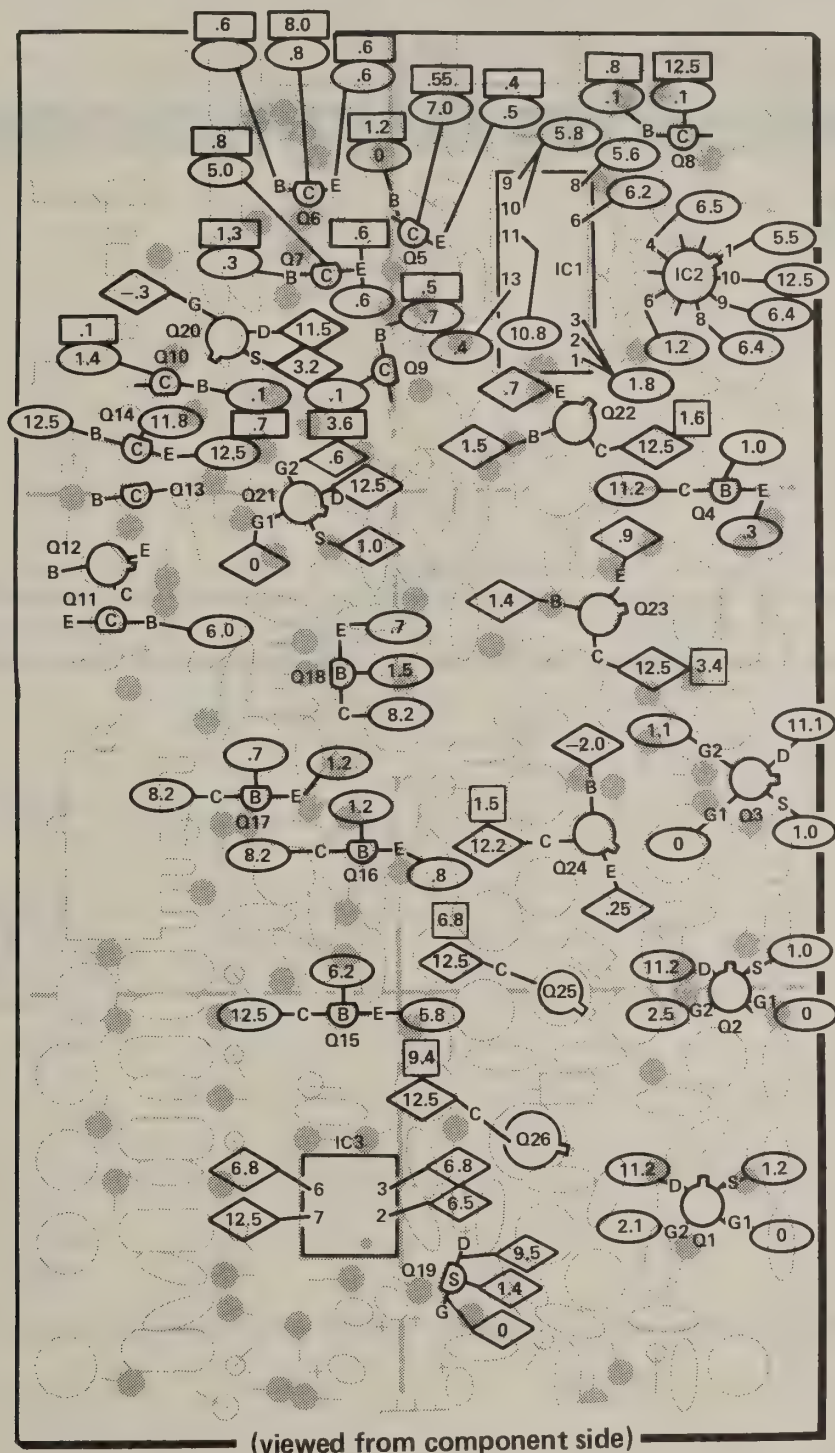 .6 8.0 .6
.8 .6
.55 .4
7.0 .5
.8 12.5
.1 .1
1.2
0
.8
5.0
5.8
5.6
6.2
B C E
Q6
B C E
Q5
B C
Q8
9
10
11
13
8
6
IC1
3
2
1
10.8
1.8
6.5
4 1 5.5
IC2 10 12.5
6 9 6.4
8
1.2 6.4
1.3
.3
Q7
B C E
.6
.6
-.3
G
Q20
D 11.5
S 3.2
.5
.7
.4
B
C Q9
.1
.1
1.4
Q10
C B .1
12.5
Q14
11.8
B C E 12.5
.7 3.6
G2 .6
Q21
D 12.5
G1
S 1.0
0
B C Q13
Q12
E
B
C
Q11
E C B 6.0
.7 E
Q22
1.5 B
C 12.5 1.6
1.0
11.2 C B E
Q4
.3
.9
E
1.4 B Q23
C
12.5 3.4
E .7
Q18 B 1.5
C 8.2
.7 1.2
8.2 C B E
Q17
1.2
8.2 C B E
Q16
.8
-2.0
B
1.5
12.2 C
Q24
E
.25
1.1 11.1
G2 D
G1 S
Q3
0 1.0
6.8
12.5 C
Q25
6.2
12.5 C B E 5.8
Q15
11.2 D S 1.0
2.5 G2 G1 0
Q2
9.4
12.5 C
Q26
IC3
6.8 6 3 6.8
12.5 7 2 6.5
11.2 D S 1.2
2.1 G2 G1 0
Q1
Q19
D 9.5
S 1.4
G 0
(viewed from component side)